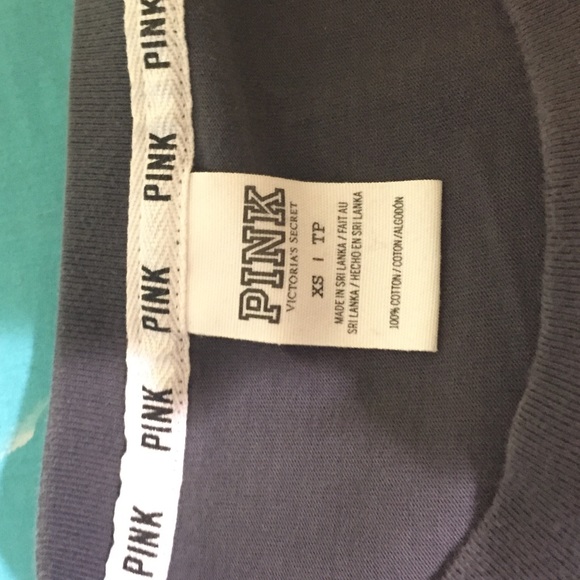 PINK
PINK
PINK
PINK
PINK
PINK
VICTORIA'S SECRET
XS | TP
MADE IN SRI LANKA / FAIT AU
SRI LANKA / HECHO EN SRI LANKA
100% COTTON / COTON / ALGODÓN